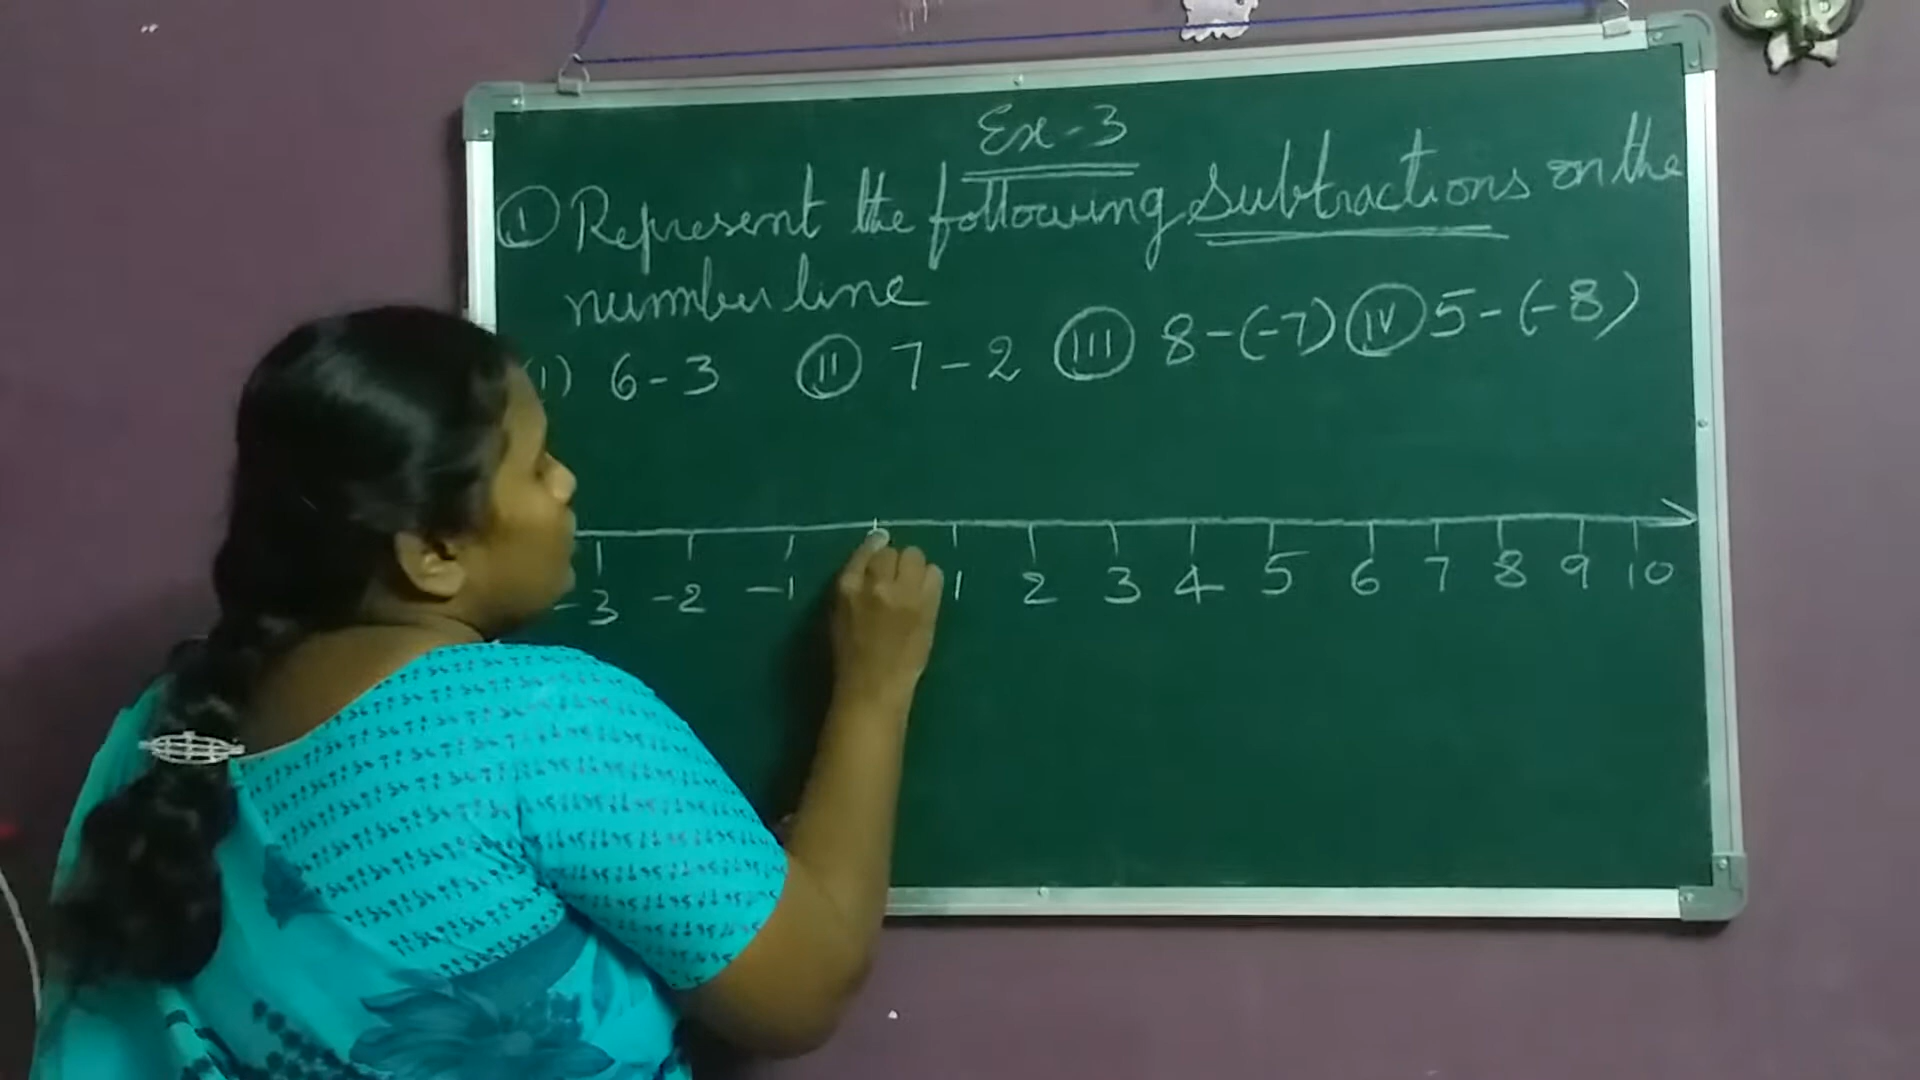 Ex-3
① Represent the following subtractions on the
number line
(i) 6-3 (ii) 7-2 (iii) 8-(-7) (iv) 5-(-8)
-3 -2 -1 1 2 3 4 5 6 7 8 9 10